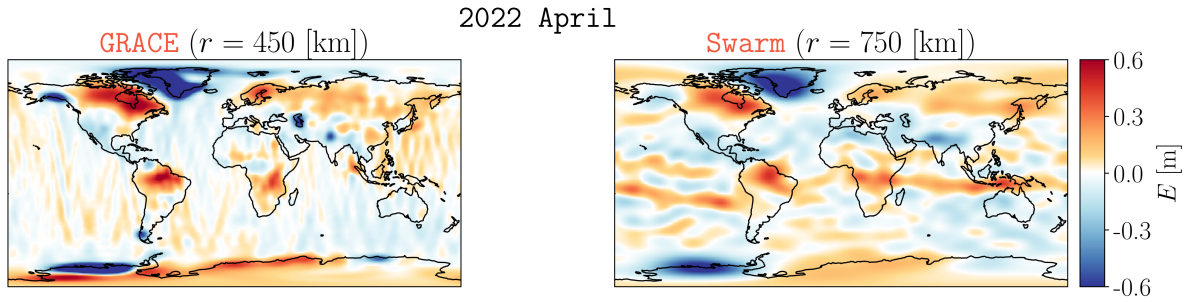 2022 April
GRACE (r = 450 [km])
Swarm (r = 750 [km])
0.6
0.3
0.0
-0.3
-0.6
E [m]